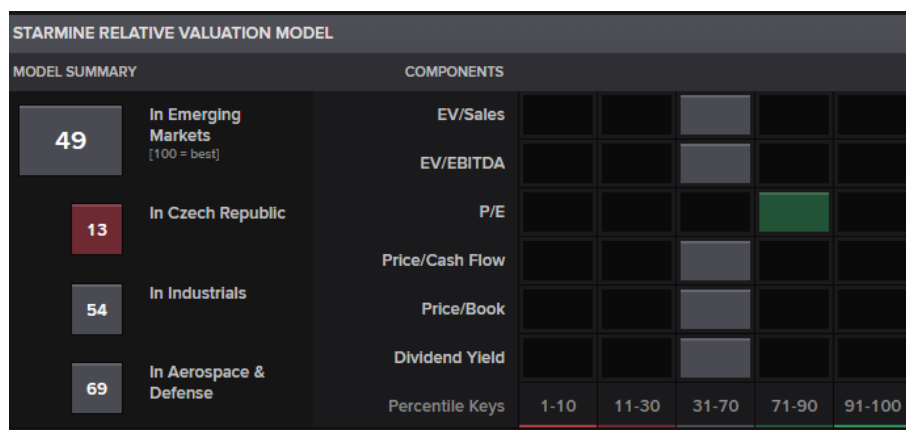 STARMINE RELATIVE VALUATION MODEL
MODEL SUMMARY
COMPONENTS
49
In Emerging
Markets
[100 = best]
13
In Czech Republic
54
In Industrials
69
In Aerospace &
Defense
EV/Sales
EV/EBITDA
P/E
Price/Cash Flow
Price/Book
Dividend Yield
Percentile Keys
1-10
11-30
31-70
71-90
91-100